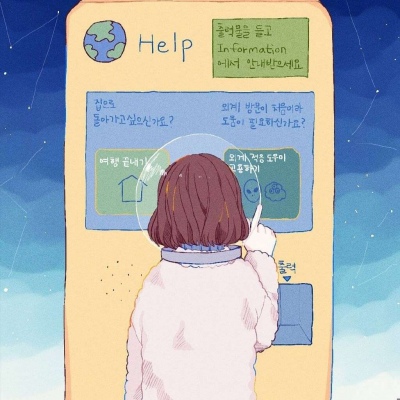 Help
출력물을 들고
Information
에서 안내받으세요
집으로
돌아가고싶으신가요?
외계 방문이 처음이라
도움이 필요하신가요?
여행 끝내기
외계 적응 도우미
고용하기
출력